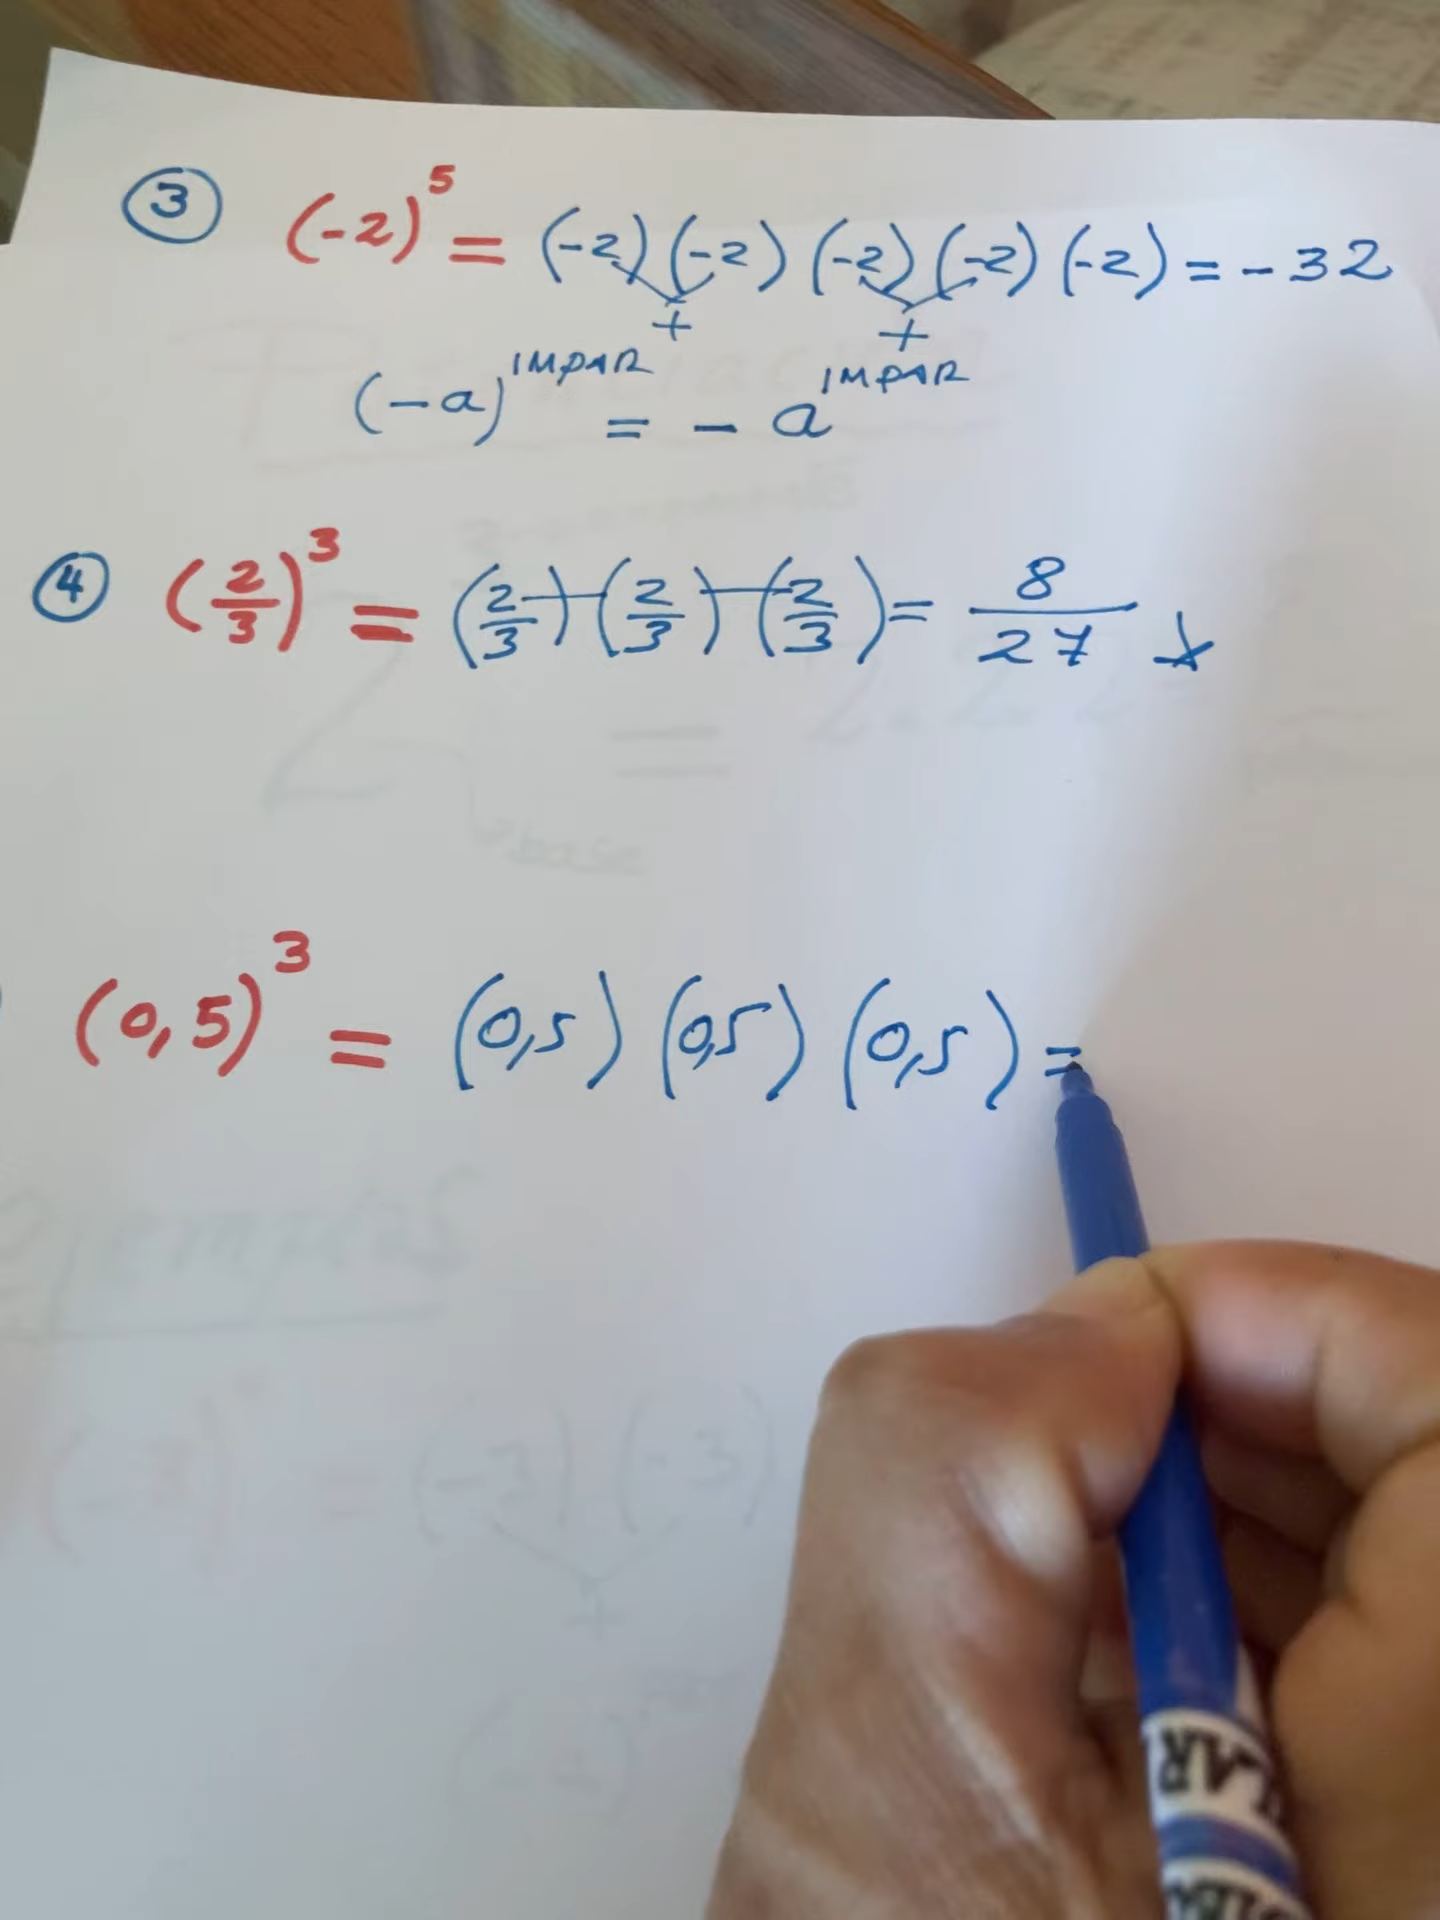 ③ (-2)⁵ = (-2)(-2)(-2)(-2)(-2) = -32
+ +
(-a)^IMPAR = - a^IMPAR
④ (2/3)³ = (2/3)(2/3)(2/3) = 8/27
(0,5)³ = (0,5)(0,5)(0,5) =